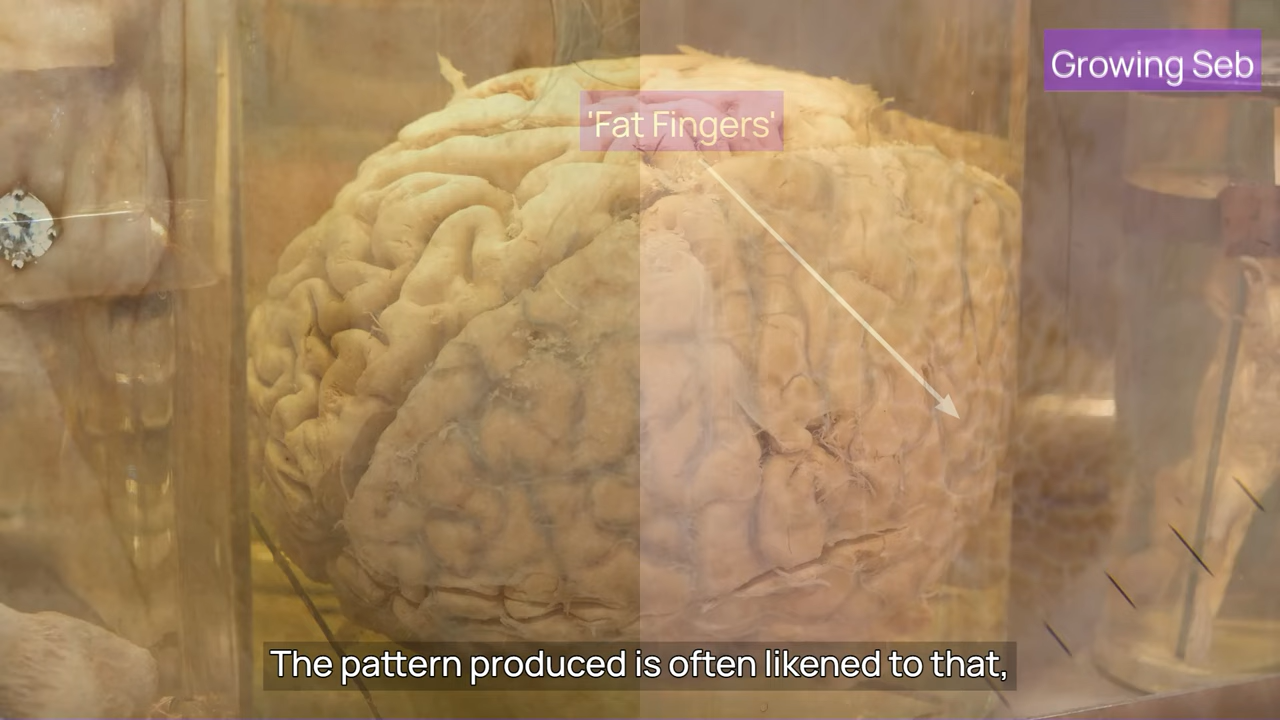 Growing Seb
'Fat Fingers'
The pattern produced is often likened to that,